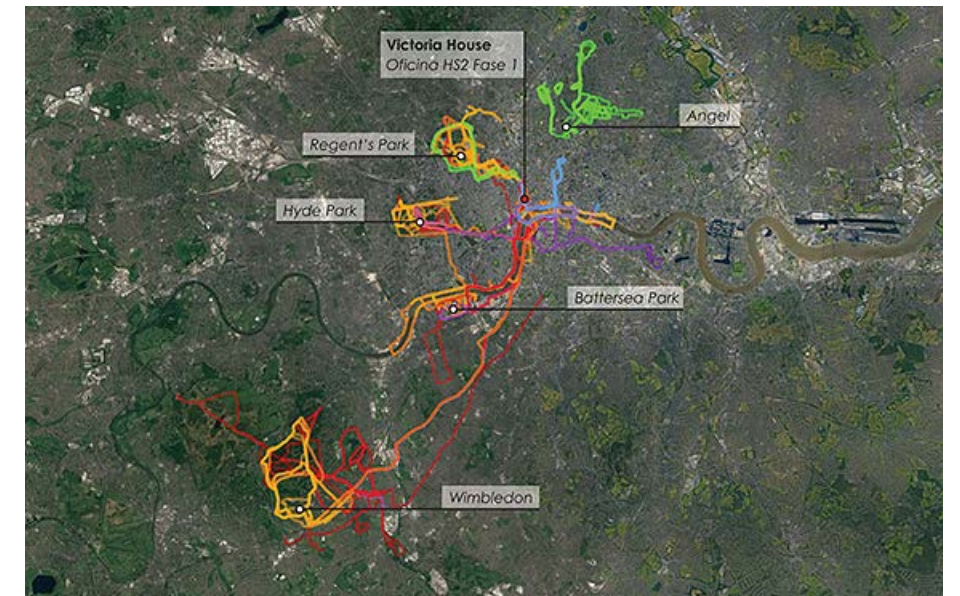 Victoria House
Oficina HS2 Fase 1
Angel
Regent's Park
Hyde Park
Battersea Park
Wimbledon